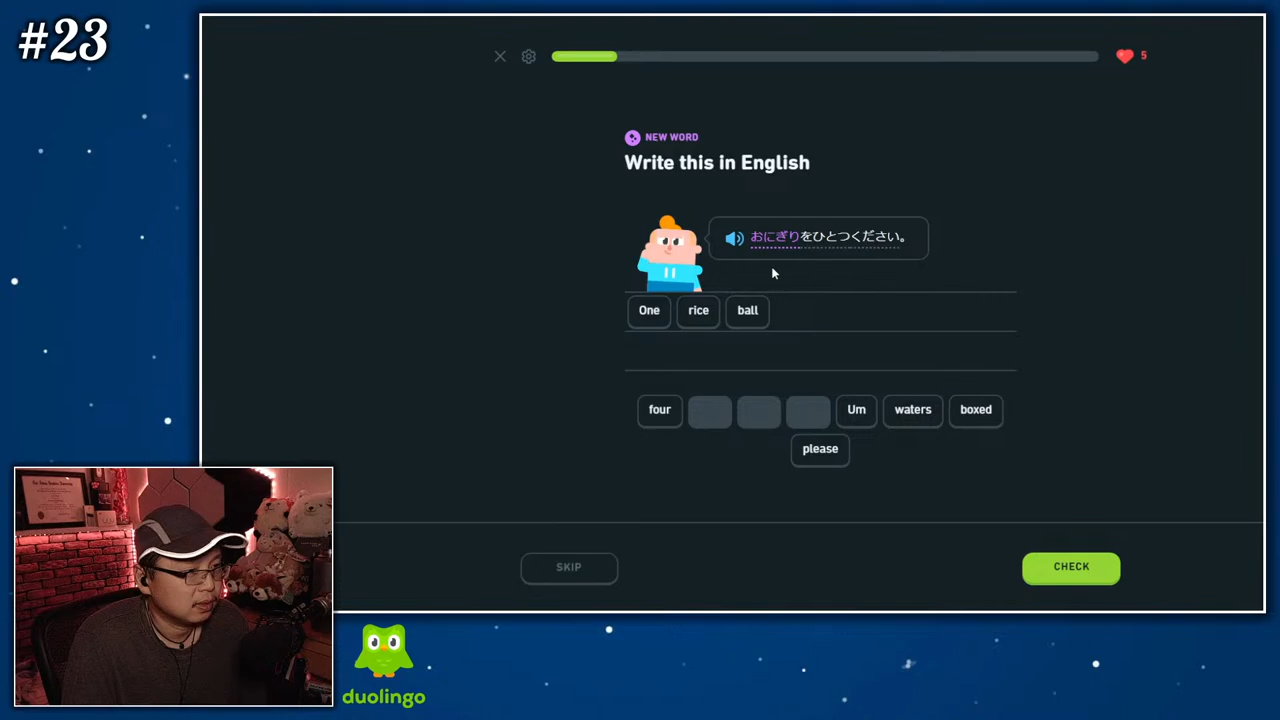 #23
5
NEW WORD
Write this in English
おにぎりをひとつください。
One rice ball
four Um waters boxed
please
SKIP
CHECK
duolingo